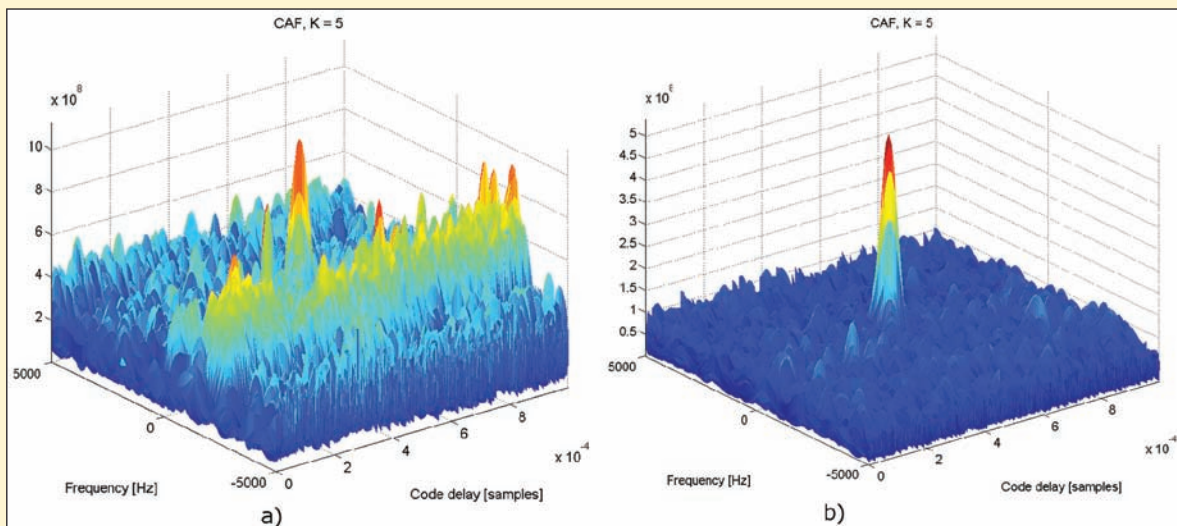 CAF, K = 5
x 10^8
10
8
6
4
2
5000
0
-5000
Frequency [Hz]
0
2
4
6
8
x 10^-4
Code delay [samples]
a)
CAF, K = 5
5
4.5
4
3.5
3
2.5
2
1.5
1
0.5
5000
0
-5000
Frequency [Hz]
0
2
4
6
8
x 10^-4
Code delay [samples]
b)